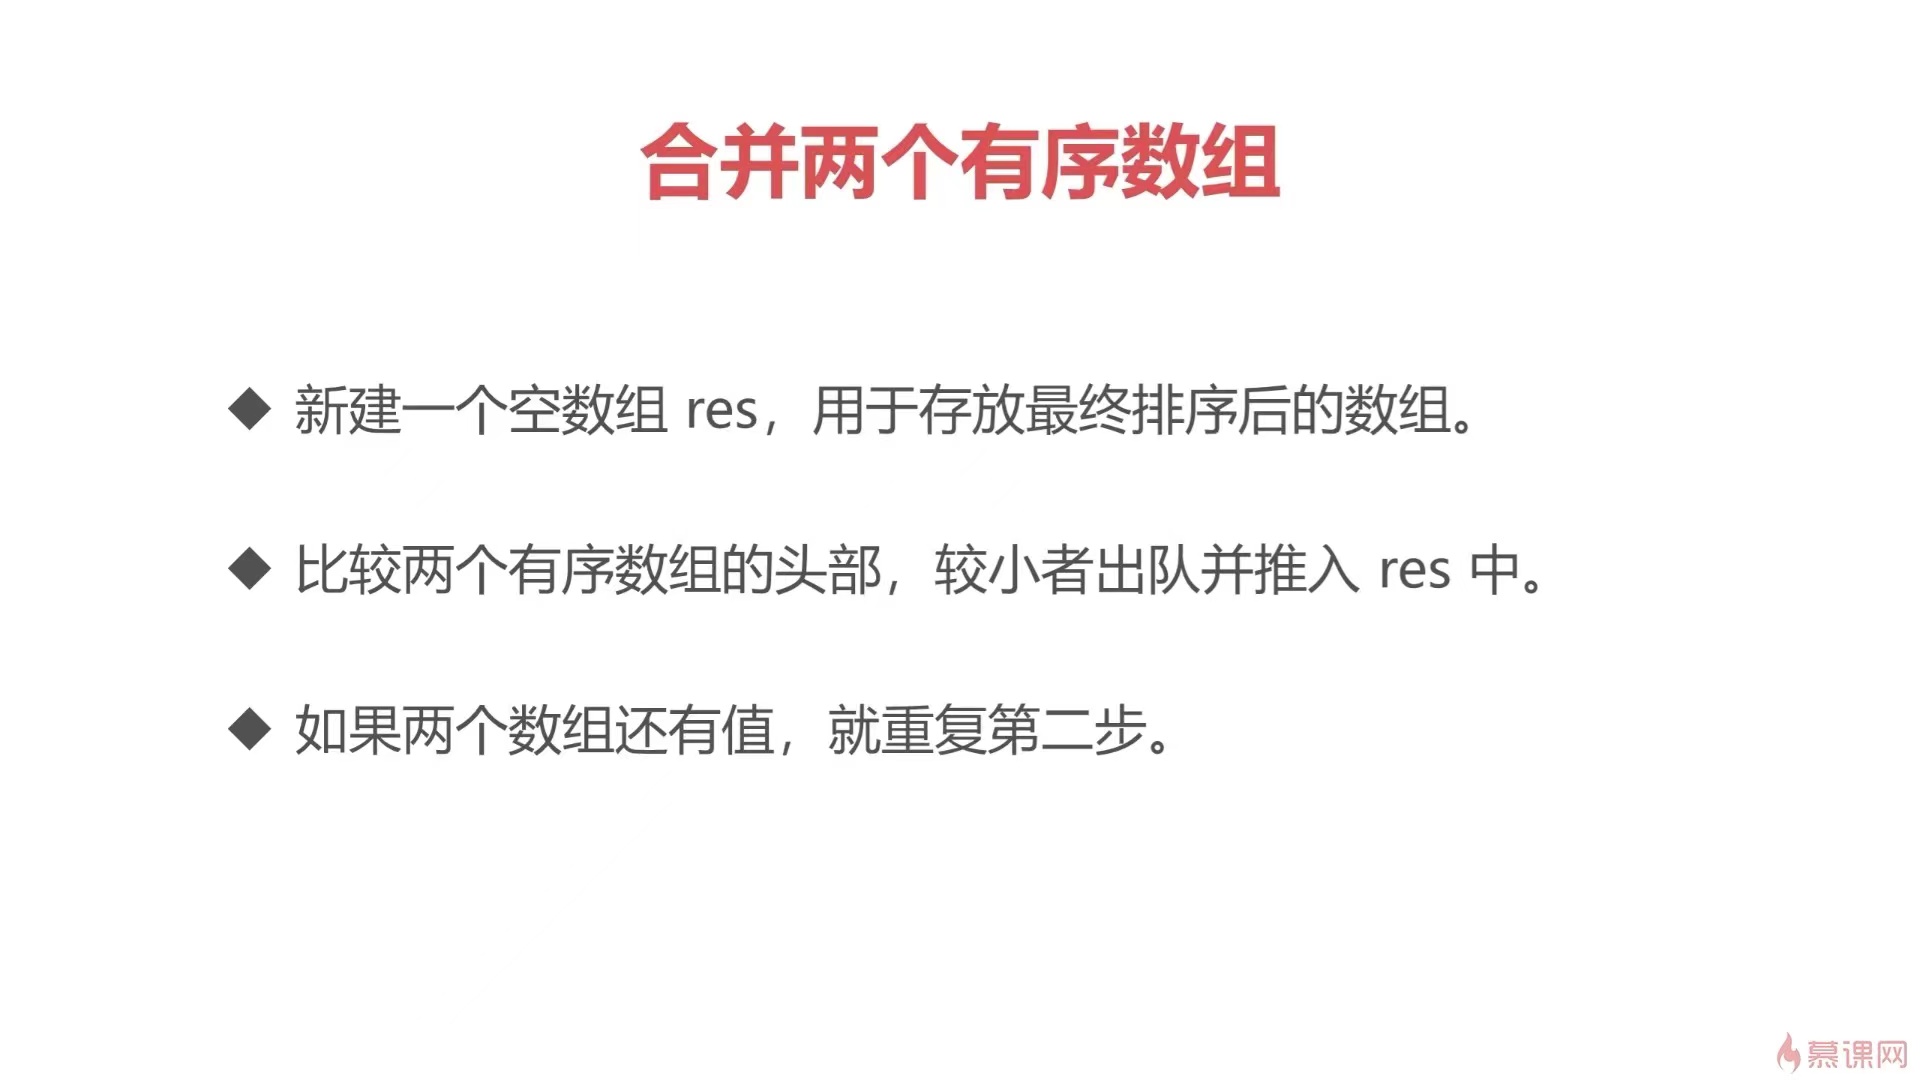 合并两个有序数组
◆ 新建一个空数组 res，用于存放最终排序后的数组。
◆ 比较两个有序数组的头部，较小者出队并推入 res 中。
◆ 如果两个数组还有值，就重复第二步。
慕课网